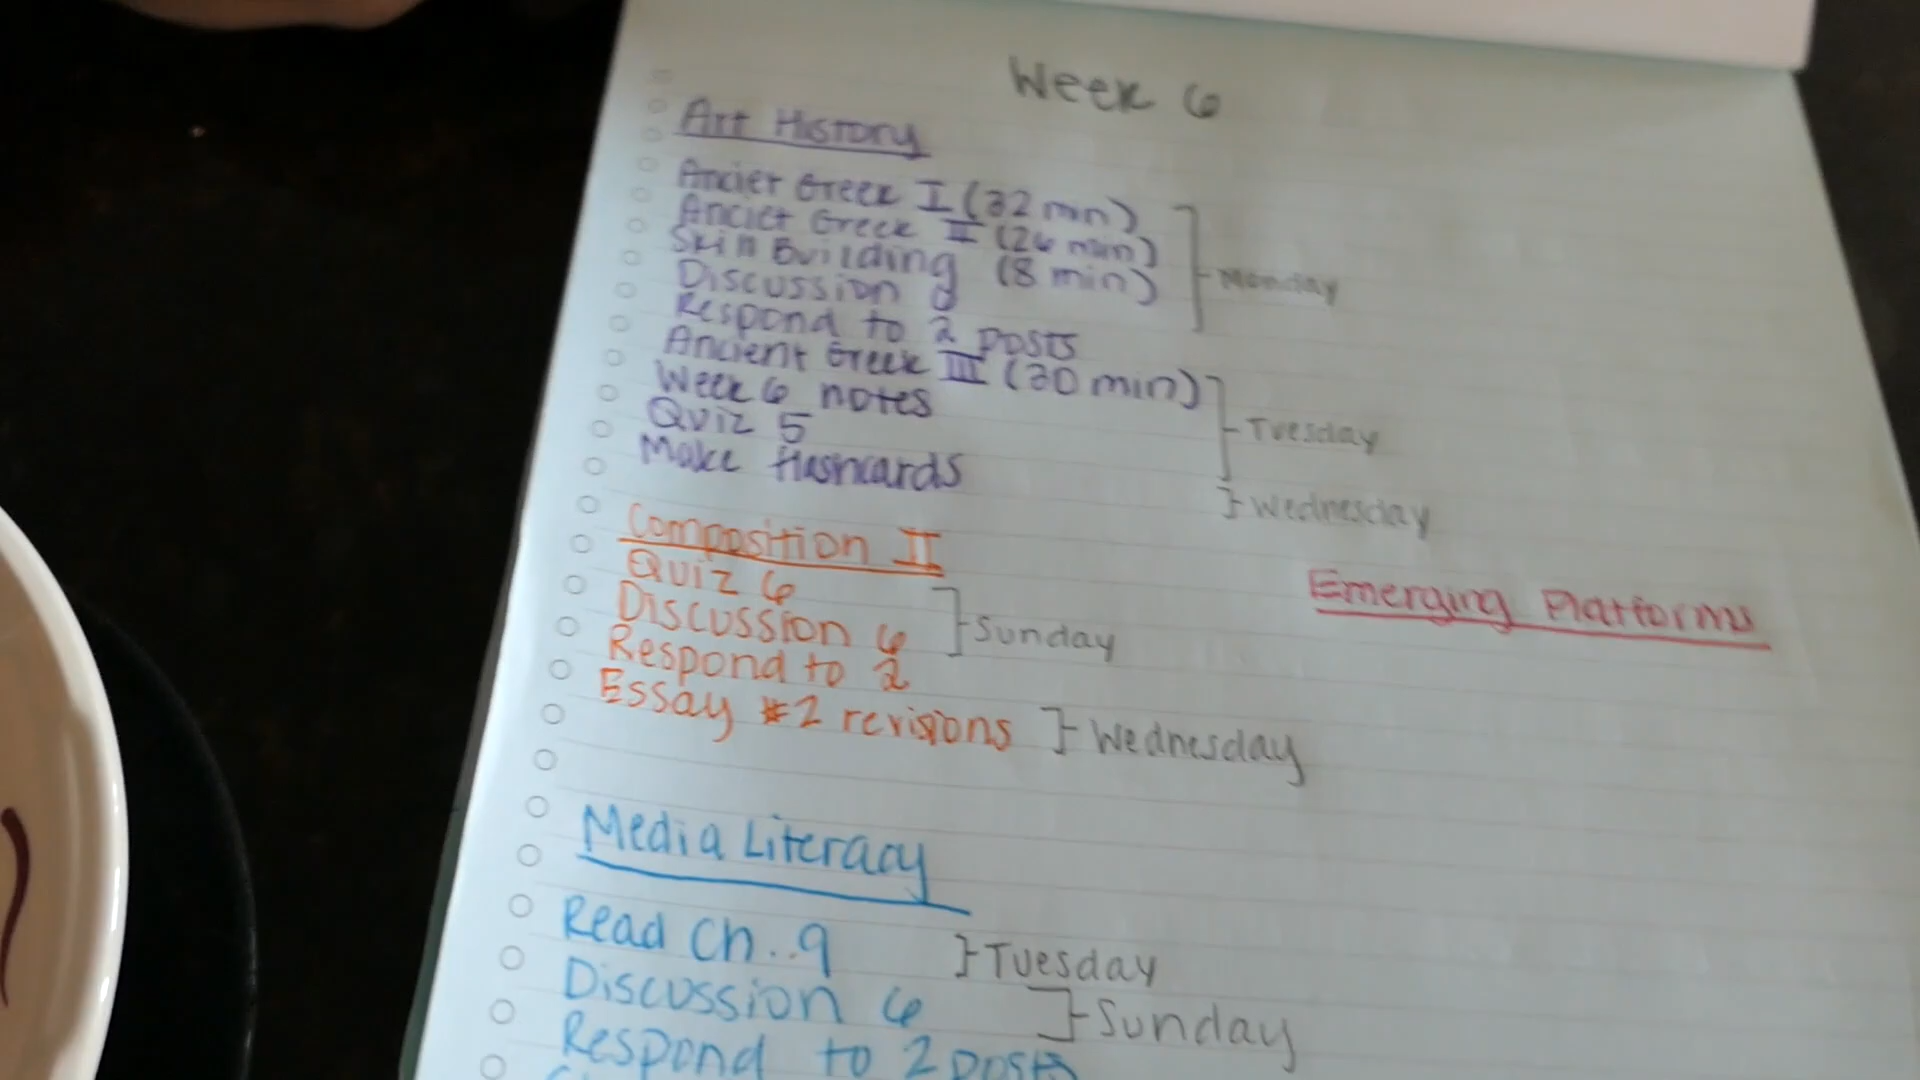 Week 6
Art History
Anciet Greek I (32 min)
Anciet Greek II (26 min)
Skill Building (8 min)
Discussion
Respond to 2 posts
Monday
Ancient Greek III (30 min)
Week 6 notes
Quiz 5
Tuesday
Make flashcards
Wednesday
Composition II
Quiz 6
Discussion 6
Respond to 2
Sunday
Essay #2 revisions
Wednesday
Emerging Platforms
Media Literacy
Read Ch. 9
Tuesday
Discussion 6
Respond to 2 posts
Sunday